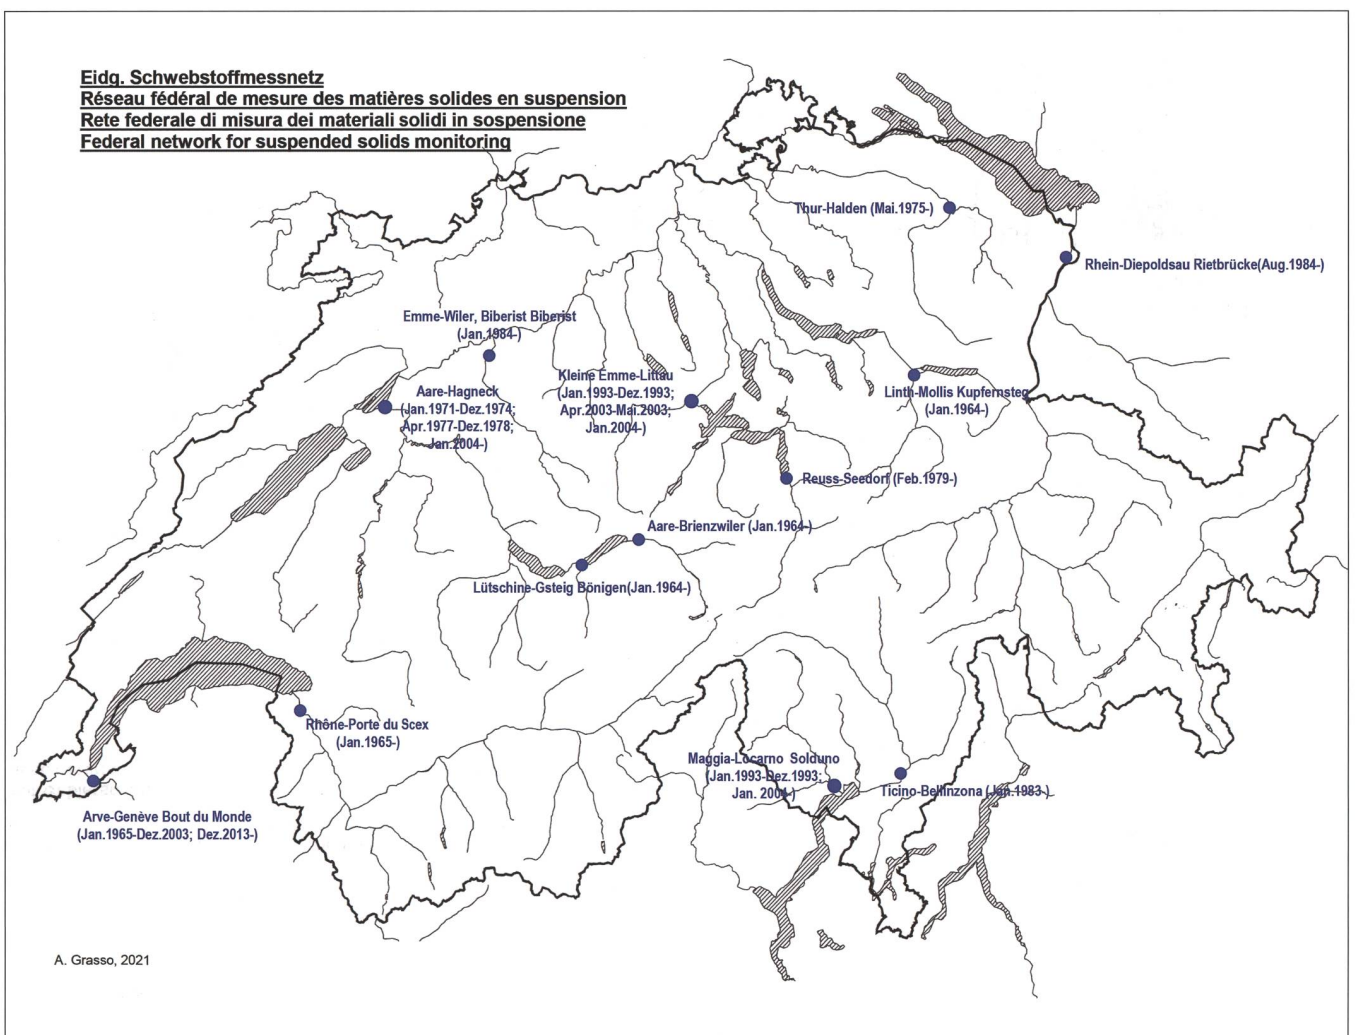 Eidg. Schwebstoffmessnetz
Réseau fédéral de mesure des matières solides en suspension
Rete federale di misura dei materiali solidi in sospensione
Federal network for suspended solids monitoring
Thur-Halden (Mai.1975-)
Rhein-Diepoldsau Rietbrücke(Aug.1984-)
Emme-Wiler, Biberist Biberist
(Jan.1984-)
Aare-Hagneck
(Jan.1971-Dez.1974;
Apr.1977-Dez.1978;
Jan.2004-)
Kleine Emme-Littau
(Jan.1993-Dez.1993;
Apr.2003-Mai.2003;
Jan.2004-)
Linth-Mollis Kupfernsteg
(Jan.1964-)
Reuss-Seedorf (Feb.1979-)
Aare-Brienzwiler (Jan.1964-)
Lütschine-Gsteig Bönigen(Jan.1964-)
Rhône-Porte du Scex
(Jan.1965-)
Maggia-Locarno Solduno
(Jan.1993-Dez.1993;
Jan. 2004-)
Ticino-Bellinzona (Jan.1983-)
Arve-Genève Bout du Monde
(Jan.1965-Dez.2003; Dez.2013-)
A. Grasso, 2021